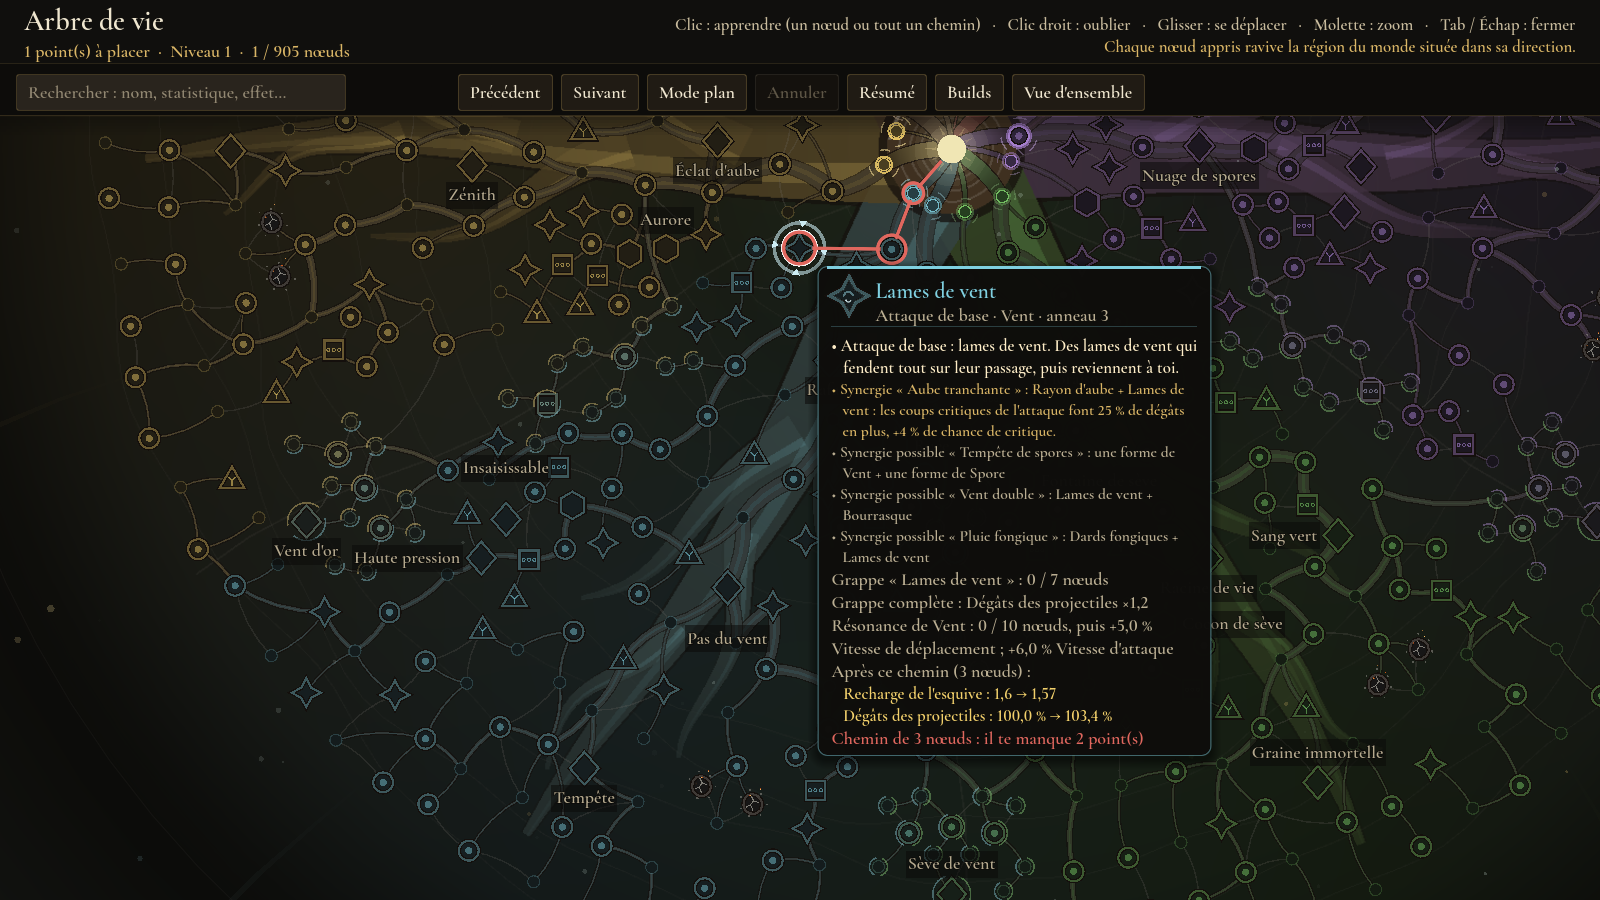 Arbre de vie
1 point(s) à placer · Niveau 1 · 1 / 905 nœuds
Clic : apprendre (un nœud ou tout un chemin) · Clic droit : oublier · Glisser : se déplacer · Molette : zoom · Tab / Échap : fermer
Chaque nœud appris ravive la région du monde située dans sa direction.
Rechercher : nom, statistique, effet...
Précédent
Suivant
Mode plan
Annuler
Résumé
Builds
Vue d'ensemble
Éclat d'aube
Nuage de spores
Zénith
Aurore
Lames de vent
Attaque de base · Vent · anneau 3
• Attaque de base : lames de vent. Des lames de vent qui
fendent tout sur leur passage, puis reviennent à toi.
• Synergie « Aube tranchante » : Rayon d'aube + Lames de
vent : les coups critiques de l'attaque font 25 % de dégâts
en plus, +4 % de chance de critique.
• Synergie possible « Tempête de spores » : une forme de
Vent + une forme de Spore
• Synergie possible « Vent double » : Lames de vent +
Bourrasque
• Synergie possible « Pluie fongique » : Dards fongiques +
Lames de vent
Grappe « Lames de vent » : 0 / 7 nœuds
Grappe complète : Dégâts des projectiles ×1,2
Résonance de Vent : 0 / 10 nœuds, puis +5,0 %
Vitesse de déplacement ; +6,0 % Vitesse d'attaque
Après ce chemin (3 nœuds) :
Recharge de l'esquive : 1,6 → 1,57
Dégâts des projectiles : 100,0 % → 103,4 %
Chemin de 3 nœuds : il te manque 2 point(s)
Insaisissable
Vent d'or
Haute pression
Sang vert
de vie
on de sève
Pas du vent
Graine immortelle
Tempête
Sève de vent